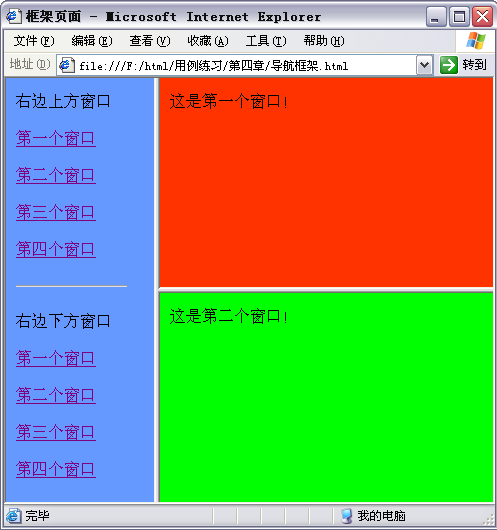 框架页面 - Microsoft Internet Explorer
文件(F) 编辑(E) 查看(V) 收藏(A) 工具(T) 帮助(H)
地址(D) file:///F:/html/用例练习/第四章/导航框架.html 转到
右边上方窗口
第一个窗口
第二个窗口
第三个窗口
第四个窗口
右边下方窗口
第一个窗口
第二个窗口
第三个窗口
第四个窗口
这是第一个窗口!
这是第二个窗口!
完毕 我的电脑